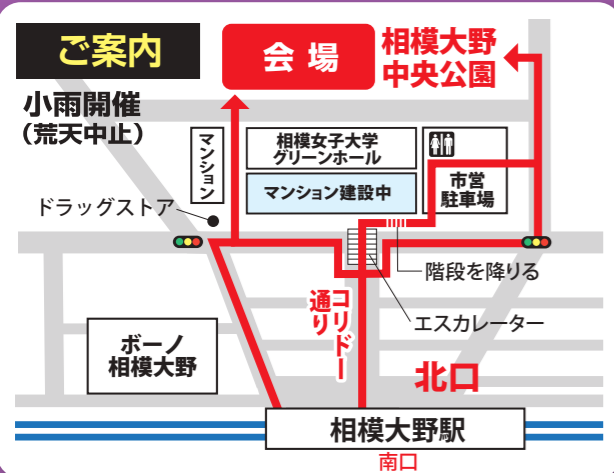 ご案内
会場
相模大野
中央公園
小雨開催
(荒天中止)
マンション
相模女子大学
グリーンホール
マンション建設中
市営
駐車場
ドラッグストア
階段を降りる
エスカレーター
コリドー
通り
ボーノ
相模大野
北口
相模大野駅
南口